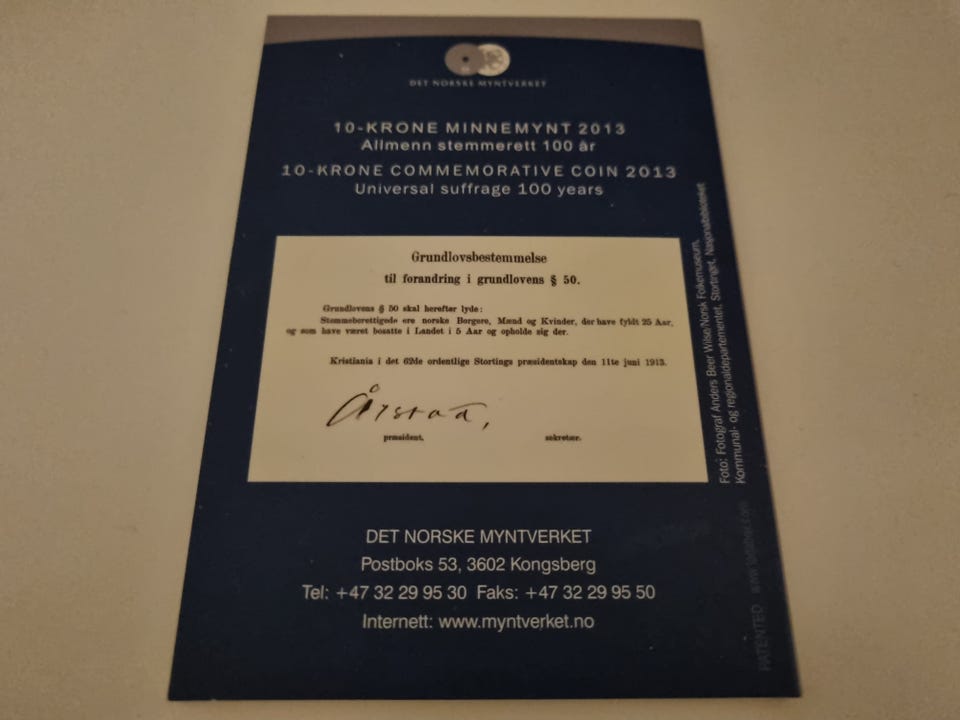 DET NORSKE MYNTVERKET
10-KRONE MINNEMYNT 2013
Allmenn stemmerett 100 år
10-KRONE COMMEMORATIVE COIN 2013
Universal suffrage 100 years
Grundlovsbestemmelse
til forandring i grundlovens § 50.
Grundlovens § 50 skal herefter lyde:
Stemmeberettigede ere norske Borgere, Mænd og Kvinder, der have fyldt 25 Aar,
og som have været bosatte i Landet i 5 Aar og opholde sig der.
Kristiania i det 62de ordentlige Stortings præsidentskap den 11te juni 1913.
Årstad,
præsident.
sekretær.
Foto: Fotograf Anders Beer Wilse/Norsk Folkemuseum,
Kommunal- og regionaldepartementet, Stortinget, Nasjonalbiblioteket
DET NORSKE MYNTVERKET
Postboks 53, 3602 Kongsberg
Tel: +47 32 29 95 30 Faks: +47 32 29 95 50
Internett: www.myntverket.no
PATENTED